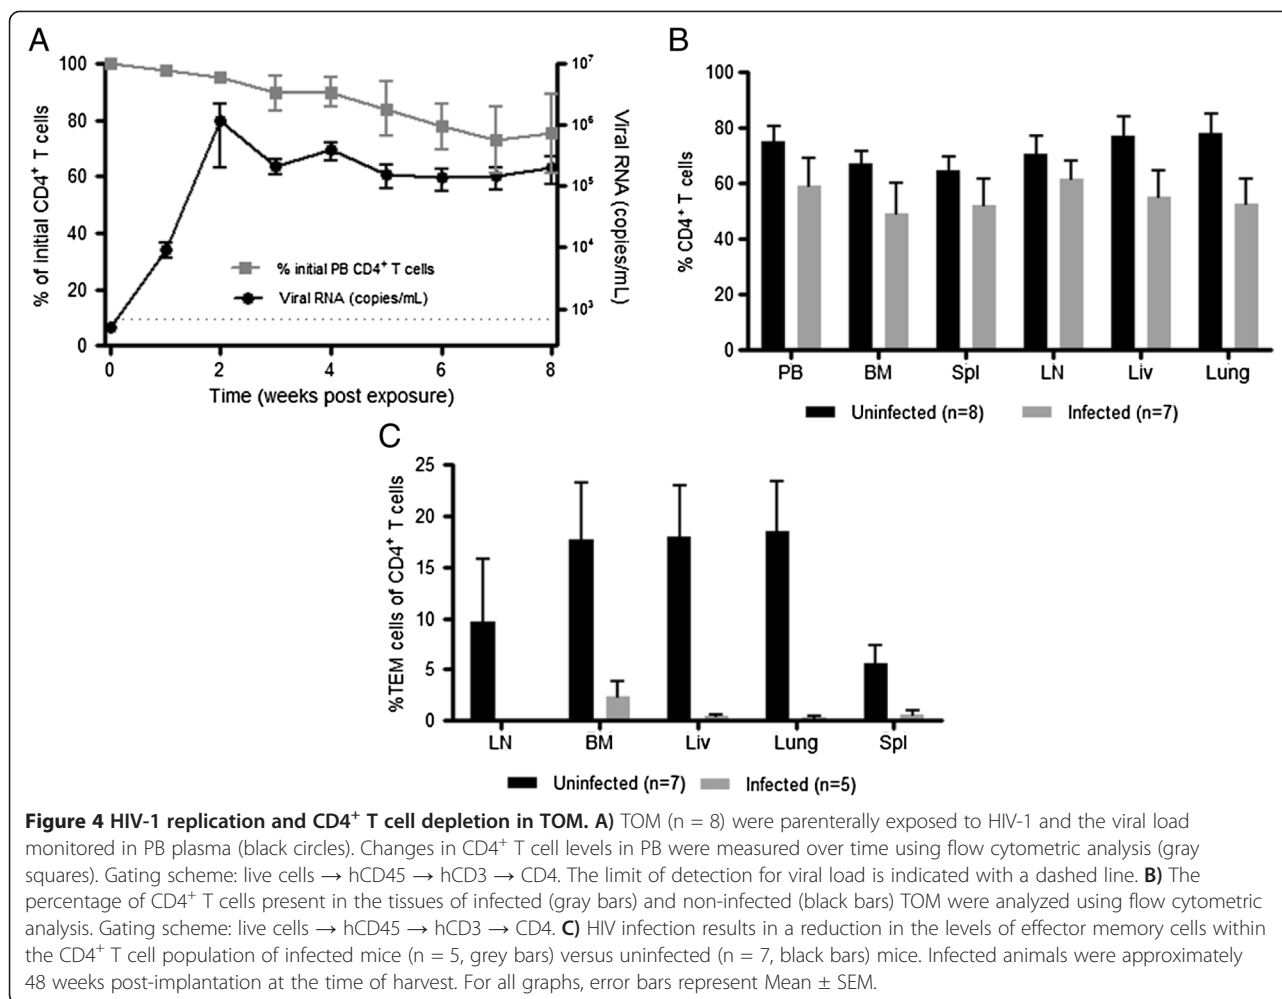 A
% of initial CD4⁺ T cells
100
80
60
40
20
0
10⁷
10⁶
10⁵
10⁴
10³
Viral RNA (copies/mL)
% initial PB CD4⁺ T cells
Viral RNA (copies/mL)
0 2 4 6 8
Time (weeks post exposure)
B
% CD4⁺ T cells
100
80
60
40
20
0
PB BM Spl LN Liv Lung
Uninfected (n=8) Infected (n=7)
C
%TEM cells of CD4⁺ T cells
25
20
15
10
5
0
LN BM Liv Lung Spl
Uninfected (n=7) Infected (n=5)
Figure 4 HIV-1 replication and CD4⁺ T cell depletion in TOM. A) TOM (n = 8) were parenterally exposed to HIV-1 and the viral load
monitored in PB plasma (black circles). Changes in CD4⁺ T cell levels in PB were measured over time using flow cytometric analysis (gray
squares). Gating scheme: live cells → hCD45 → hCD3 → CD4. The limit of detection for viral load is indicated with a dashed line. B) The
percentage of CD4⁺ T cells present in the tissues of infected (gray bars) and non-infected (black bars) TOM were analyzed using flow cytometric
analysis. Gating scheme: live cells → hCD45 → hCD3 → CD4. C) HIV infection results in a reduction in the levels of effector memory cells within
the CD4⁺ T cell population of infected mice (n = 5, grey bars) versus uninfected (n = 7, black bars) mice. Infected animals were approximately
48 weeks post-implantation at the time of harvest. For all graphs, error bars represent Mean ± SEM.